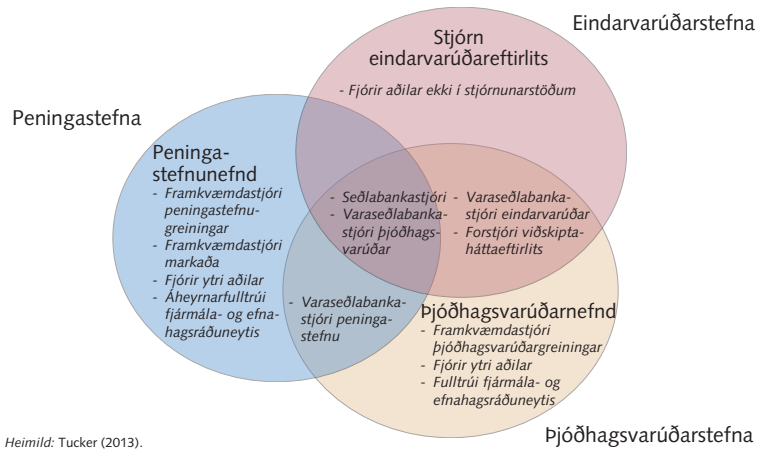 Eindarvarúðarstefna
Stjórn
eindarvarúðareftirlits
- Fjórir aðilar ekki í stjórnunarstöðum
Peningastefna
Peninga-
stefnunefnd
- Framkvæmdastjóri
peningastefnu-
greiningar
- Framkvæmdastjóri
markaða
- Fjórir ytri aðilar
- Áheyrnarfulltrúi
fjármála- og efna-
hagsráðuneytis
- Seðlabankastjóri
- Varaseðlabanka-
stjóri þjóðhags-
varúðar
- Varaseðlabanka-
stjóri eindarvarúðar
- Forstjóri viðskipta-
háttaeftirlits
- Varaseðlabanka-
stjóri peninga-
stefnu
Þjóðhagsvarúðarnefnd
- Framkvæmdastjóri
þjóðhagsvarúðargreiningar
- Fjórir ytri aðilar
- Fulltrúi fjármála- og
efnahagsráðuneytis
Þjóðhagsvarúðarstefna
Heimild: Tucker (2013).